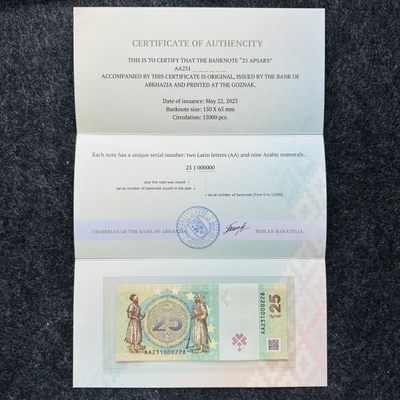 CERTIFICATE OF AUTHENCITY
THIS IS TO CERTIFY THAT THE BANKNOTE "25 APSARS"
AA231 _ _ _ _ _ _
ACCOMPANIED BY THIS CERTIFICATE IS ORIGINAL, ISSUED BY THE BANK OF
ABKHAZIA AND PRINTED AT THE GOZNAK.
Date of issuance: May 22, 2023
Banknote size: 150 X 65 mm
Circulation: 15000 pcs.
Each note has a unique serial number: two Latin letters (AA) and nine Arabic numerals.
23 1 000000
year the note was issued
serial number of banknote issued in the year
serial number of banknote (from 0 to 15000)
CHAIRMAN OF THE BANK OF ABKHAZIA
BESLAN BARATELIA
25
AA231000228
AA231000228
25